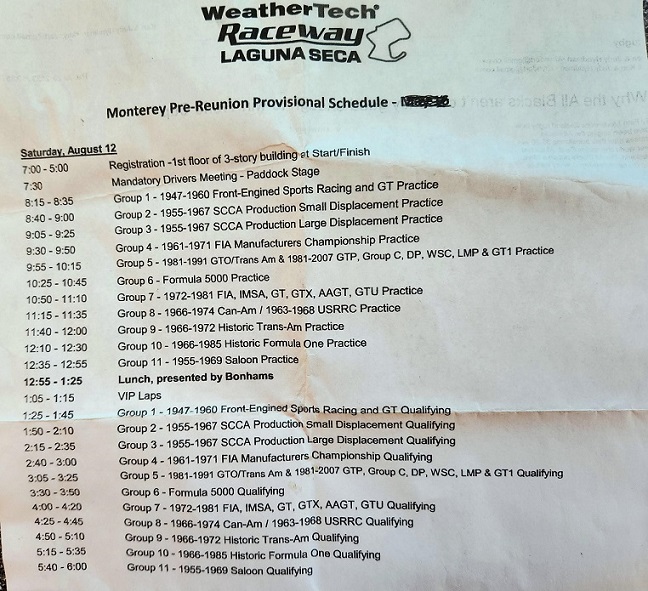 WeatherTech®
Raceway
LAGUNA SECA
Why the All Blacks aren't
Monterey Pre-Reunion Provisional Schedule -
Saturday, August 12
7:00 - 5:00 Registration -1st floor of 3-story building at Start/Finish
7:30 Mandatory Drivers Meeting - Paddock Stage
8:15 - 8:35 Group 1 - 1947-1960 Front-Engined Sports Racing and GT Practice
8:40 - 9:00 Group 2 - 1955-1967 SCCA Production Small Displacement Practice
9:05 - 9:25 Group 3 - 1955-1967 SCCA Production Large Displacement Practice
9:30 - 9:50 Group 4 - 1961-1971 FIA Manufacturers Championship Practice
9:55 - 10:15 Group 5 - 1981-1991 GTO/Trans Am & 1981-2007 GTP, Group C, DP, WSC, LMP & GT1 Practice
10:25 - 10:45 Group 6 - Formula 5000 Practice
10:50 - 11:10 Group 7 - 1972-1981 FIA, IMSA, GT, GTX, AAGT, GTU Practice
11:15 - 11:35 Group 8 - 1966-1974 Can-Am / 1963-1968 USRRC Practice
11:40 - 12:00 Group 9 - 1966-1972 Historic Trans-Am Practice
12:10 - 12:30 Group 10 - 1966-1985 Historic Formula One Practice
12:35 - 12:55 Group 11 - 1955-1969 Saloon Practice
12:55 - 1:25 Lunch, presented by Bonhams
1:05 - 1:15 VIP Laps
1:25 - 1:45 Group 1 - 1947-1960 Front-Engined Sports Racing and GT Qualifying
1:50 - 2:10 Group 2 - 1955-1967 SCCA Production Small Displacement Qualifying
2:15 - 2:35 Group 3 - 1955-1967 SCCA Production Large Displacement Qualifying
2:40 - 3:00 Group 4 - 1961-1971 FIA Manufacturers Championship Qualifying
3:05 - 3:25 Group 5 - 1981-1991 GTO/Trans Am & 1981-2007 GTP, Group C, DP, WSC, LMP & GT1 Qualifying
3:30 - 3:50 Group 6 - Formula 5000 Qualifying
4:00 - 4:20 Group 7 - 1972-1981 FIA, IMSA, GT, GTX, AAGT, GTU Qualifying
4:25 - 4:45 Group 8 - 1966-1974 Can-Am / 1963-1968 USRRC Qualifying
4:50 - 5:10 Group 9 - 1966-1972 Historic Trans-Am Qualifying
5:15 - 5:35 Group 10 - 1966-1985 Historic Formula One Qualifying
5:40 - 6:00 Group 11 - 1955-1969 Saloon Qualifying